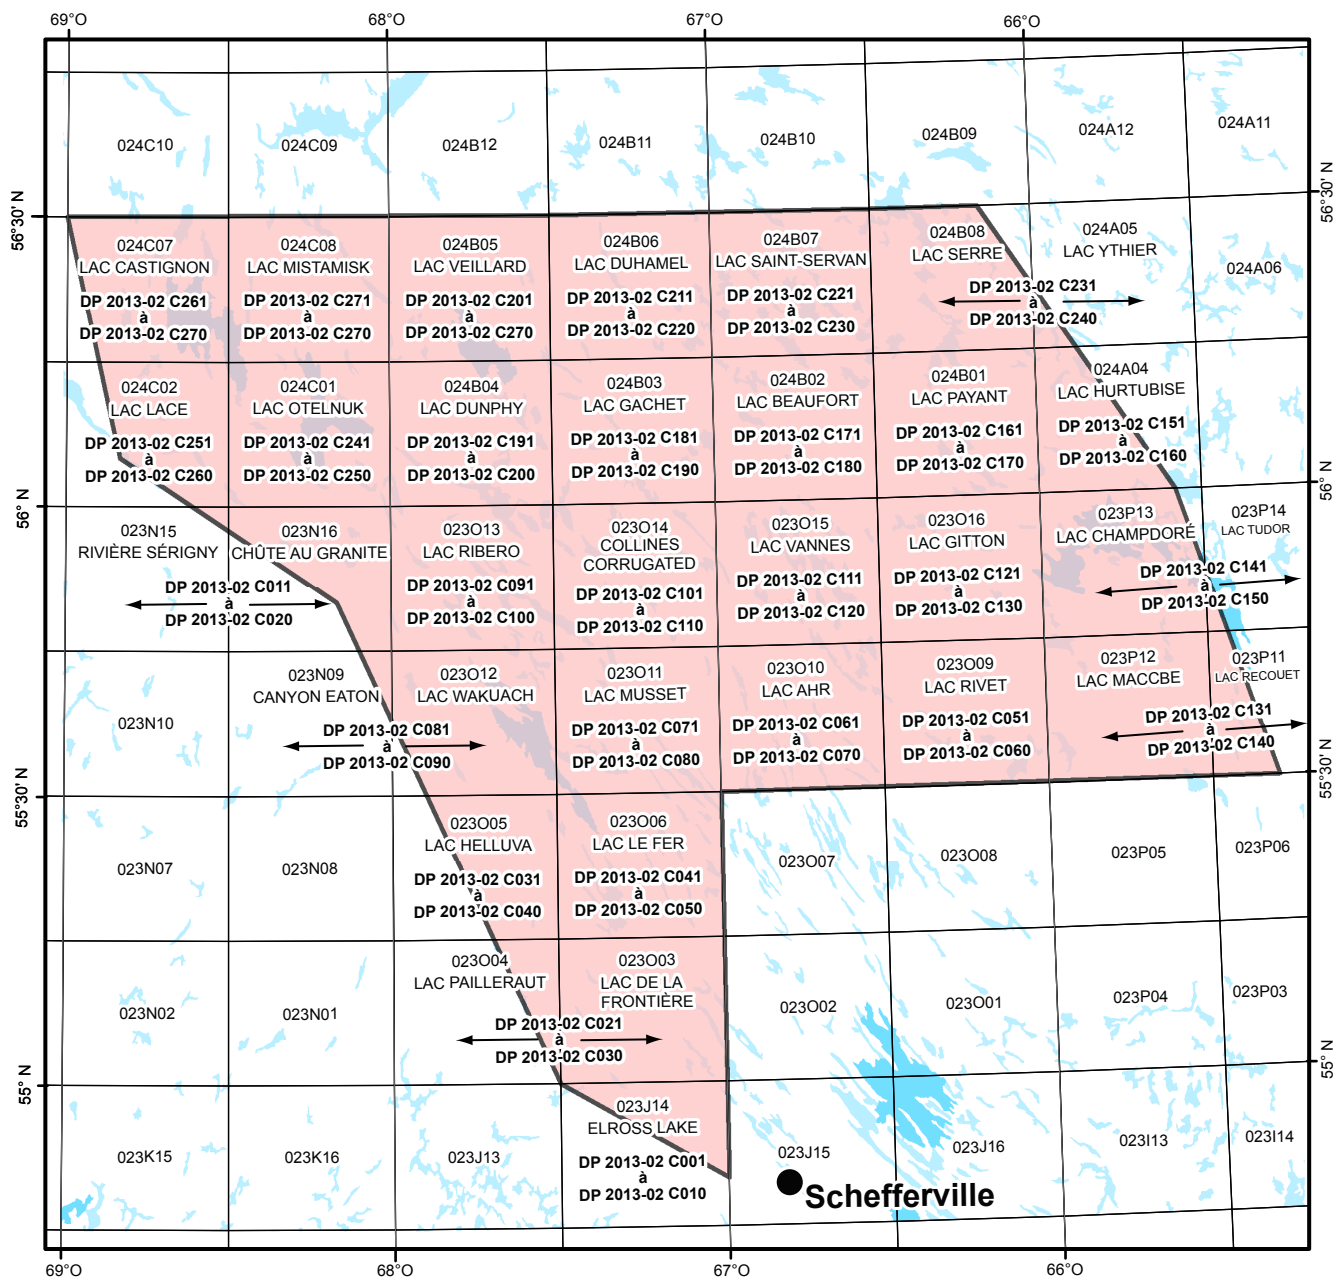 69°O
68°O
67°O
66°O
56°30' N
56° N
55°30' N
55° N
024C10
024C09
024B12
024B11
024B10
024B09
024A12
024A11
024C07
LAC CASTIGNON
DP 2013-02 C261
à
DP 2013-02 C270
024C08
LAC MISTAMISK
DP 2013-02 C271
à
DP 2013-02 C270
024B05
LAC VEILLARD
DP 2013-02 C201
à
DP 2013-02 C270
024B06
LAC DUHAMEL
DP 2013-02 C211
à
DP 2013-02 C220
024B07
LAC SAINT-SERVAN
DP 2013-02 C221
à
DP 2013-02 C230
024B08
LAC SERRE
024A05
LAC YTHIER
DP 2013-02 C231
à
DP 2013-02 C240
024A06
024C02
LAC LACE
DP 2013-02 C251
à
DP 2013-02 C260
024C01
LAC OTELNUK
DP 2013-02 C241
à
DP 2013-02 C250
024B04
LAC DUNPHY
DP 2013-02 C191
à
DP 2013-02 C200
024B03
LAC GACHET
DP 2013-02 C181
à
DP 2013-02 C190
024B02
LAC BEAUFORT
DP 2013-02 C171
à
DP 2013-02 C180
024B01
LAC PAYANT
DP 2013-02 C161
à
DP 2013-02 C170
024A04
LAC HURTUBISE
DP 2013-02 C151
à
DP 2013-02 C160
023N15
RIVIÈRE SÉRIGNY
023N16
CHÛTE AU GRANITE
DP 2013-02 C011
à
DP 2013-02 C020
023O13
LAC RIBERO
DP 2013-02 C091
à
DP 2013-02 C100
023O14
COLLINES
CORRUGATED
DP 2013-02 C101
à
DP 2013-02 C110
023O15
LAC VANNES
DP 2013-02 C111
à
DP 2013-02 C120
023O16
LAC GITTON
DP 2013-02 C121
à
DP 2013-02 C130
023P13
LAC CHAMPDORÉ
023P14
LAC TUDOR
DP 2013-02 C141
à
DP 2013-02 C150
023N10
023N09
CANYON EATON
023O12
LAC WAKUACH
DP 2013-02 C081
à
DP 2013-02 C090
023O11
LAC MUSSET
DP 2013-02 C071
à
DP 2013-02 C080
023O10
LAC AHR
DP 2013-02 C061
à
DP 2013-02 C070
023O09
LAC RIVET
DP 2013-02 C051
à
DP 2013-02 C060
023P12
LAC MACCBE
023P11
LAC RECOUET
DP 2013-02 C131
à
DP 2013-02 C140
023N07
023N08
023O05
LAC HELLUVA
DP 2013-02 C031
à
DP 2013-02 C040
023O06
LAC LE FER
DP 2013-02 C041
à
DP 2013-02 C050
023O07
023O08
023P05
023P06
023N02
023N01
023O04
LAC PAILLERAUT
023O03
LAC DE LA
FRONTIÈRE
DP 2013-02 C021
à
DP 2013-02 C030
023O02
023O01
023P04
023P03
023K15
023K16
023J13
023J14
ELROSS LAKE
DP 2013-02 C001
à
DP 2013-02 C010
023J15
023J16
023I13
023I14
Schefferville
56°30' N
56° N
55°30' N
55° N
69°O
68°O
67°O
66°O